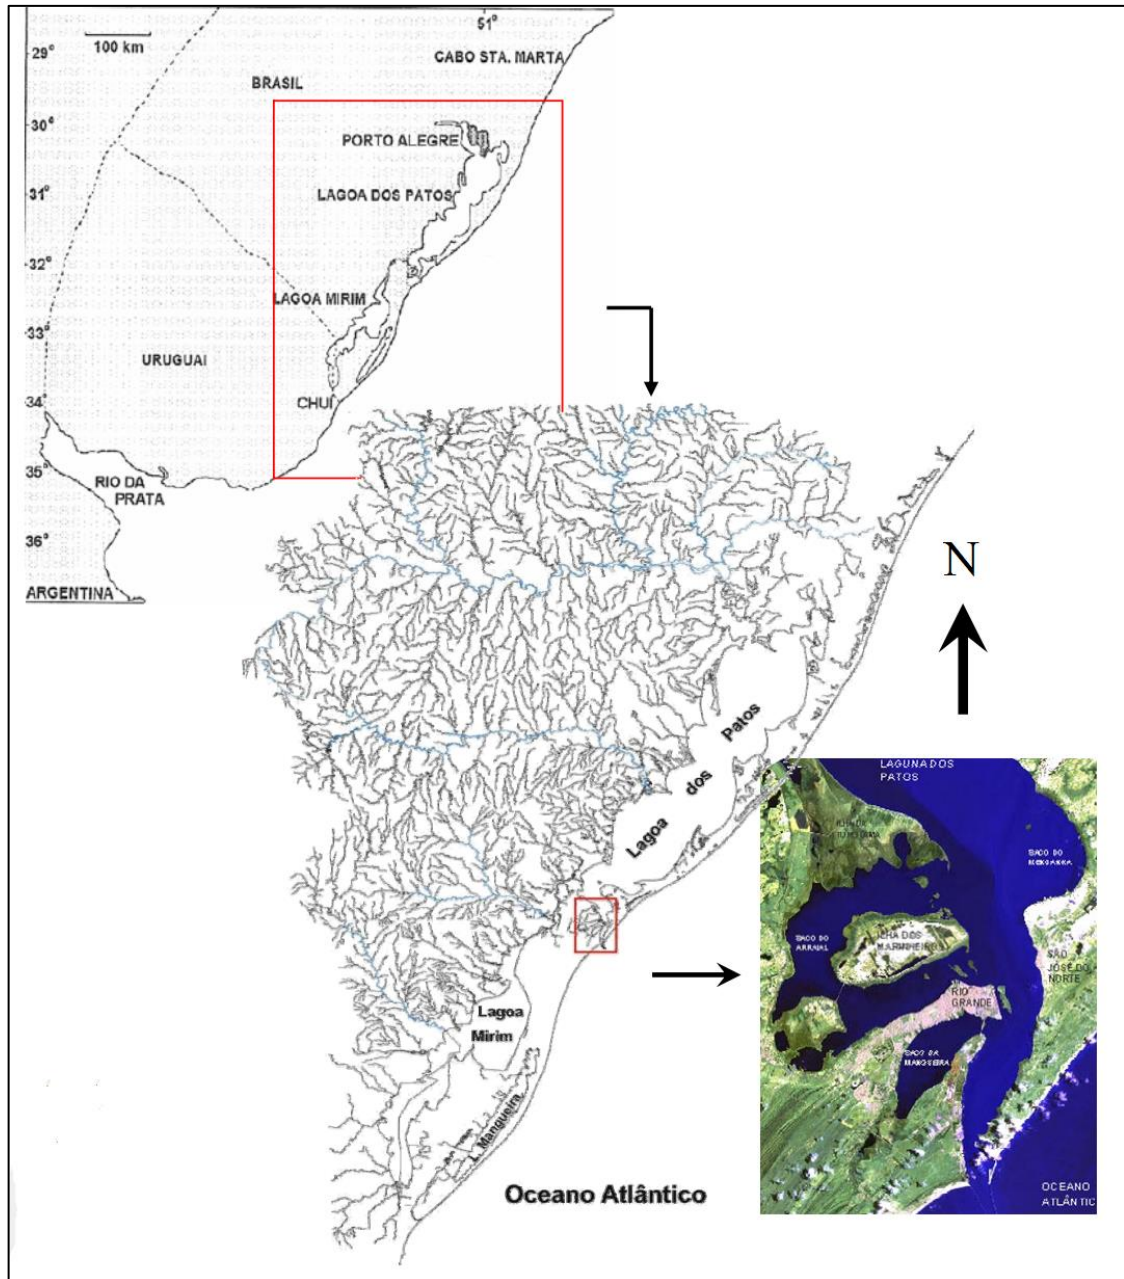 51°
29°
100 km
CABO STA. MARTA
BRASIL
30°
PORTO ALEGRE
LAGOA DOS PATOS
31°
32°
LAGOA MIRIM
33°
URUGUAI
CHUÍ
34°
35°
RIO DA
PRATA
36°
ARGENTINA
N
Lagoa dos Patos
Lagoa
Mirim
L. Mangueira
Oceano Atlântico
LAGUNA DOS
PATOS
SACO DO
ILHA DOS
MARINHEIROS
SACO DO
ARRAIAL
SÃO
JOSÉ DO
NORTE
RIO
GRANDE
SACO DA
MANGUEIRA
OCEANO
ATLÂNTIC